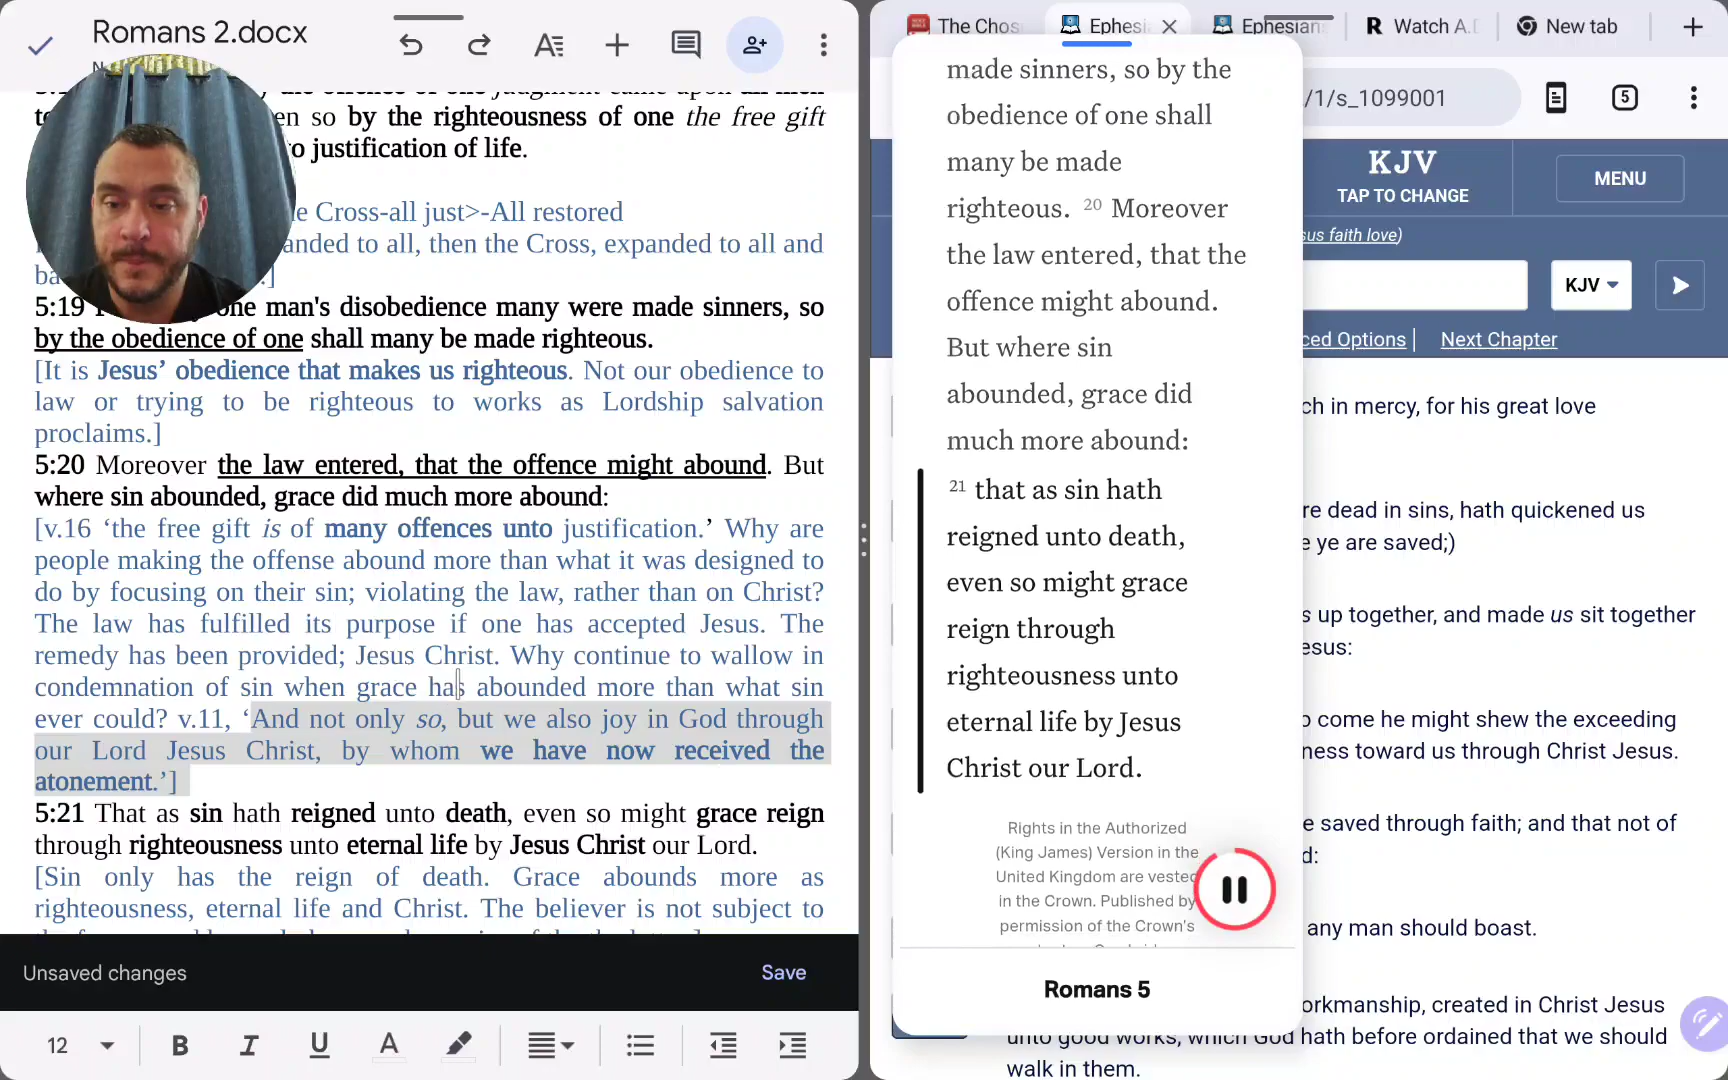 Romans 2.docx
the offence of one judgment came upon all men
en so by the righteousness of one the free gift
o justification of life.
e Cross-all just>-All restored
anded to all, then the Cross, expanded to all and
ba .]
5:19 one man's disobedience many were made sinners, so
by the obedience of one shall many be made righteous.
[It is Jesus’ obedience that makes us righteous. Not our obedience to
law or trying to be righteous to works as Lordship salvation
proclaims.]
5:20 Moreover the law entered, that the offence might abound. But
where sin abounded, grace did much more abound:
[v.16 ‘the free gift is of many offences unto justification.’ Why are
people making the offense abound more than what it was designed to
do by focusing on their sin; violating the law, rather than on Christ?
The law has fulfilled its purpose if one has accepted Jesus. The
remedy has been provided; Jesus Christ. Why continue to wallow in
condemnation of sin when grace has abounded more than what sin
ever could? v.11, ‘And not only so, but we also joy in God through
our Lord Jesus Christ, by whom we have now received the
atonement.’]
5:21 That as sin hath reigned unto death, even so might grace reign
through righteousness unto eternal life by Jesus Christ our Lord.
[Sin only has the reign of death. Grace abounds more as
righteousness, eternal life and Christ. The believer is not subject to
Unsaved changes
Save
12
B I U A
The Chos
Ephesi
Ephesian
R Watch A.D
New tab
/1/s_1099001
5
KJV
TAP TO CHANGE
MENU
sus faith love)
KJV
ced Options
Next Chapter
made sinners, so by the
obedience of one shall
many be made
righteous. 20 Moreover
the law entered, that the
offence might abound.
But where sin
abounded, grace did
much more abound:
21 that as sin hath
reigned unto death,
even so might grace
reign through
righteousness unto
eternal life by Jesus
Christ our Lord.
Rights in the Authorized
(King James) Version in the
United Kingdom are vested
in the Crown. Published by
permission of the Crown's
Romans 5
ch in mercy, for his great love
re dead in sins, hath quickened us
e ye are saved;)
s up together, and made us sit together
esus:
o come he might shew the exceeding
ness toward us through Christ Jesus.
e saved through faith; and that not of
d:
any man should boast.
orkmanship, created in Christ Jesus
unto good works, which God hath before ordained that we should
walk in them.